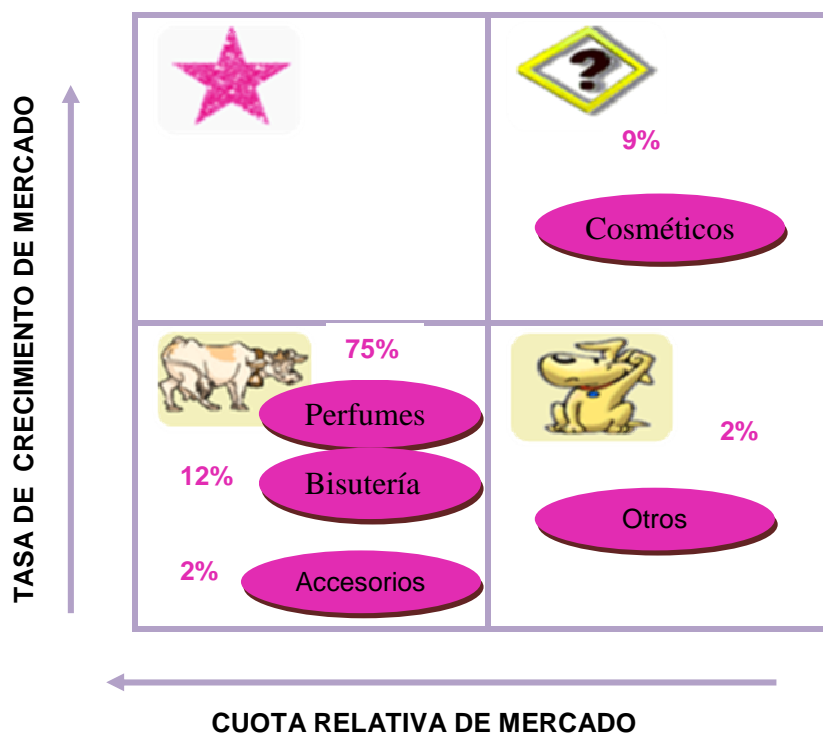 TASA DE CRECIMIENTO DE MERCADO
?
9%
Cosméticos
75%
Perfumes
12%
Bisutería
2%
Accesorios
2%
Otros
CUOTA RELATIVA DE MERCADO